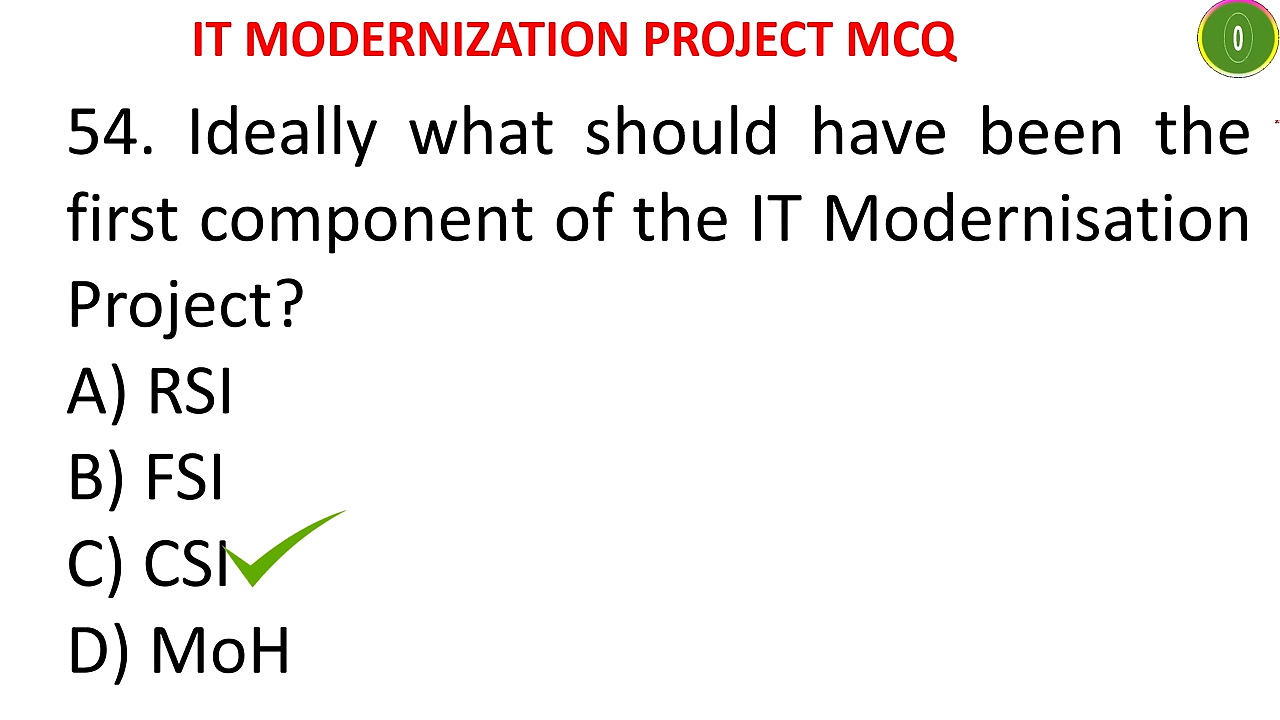 IT MODERNIZATION PROJECT MCQ
0
54. Ideally what should have been the
first component of the IT Modernisation
Project?
A) RSI
B) FSI
C) CSI
D) MoH